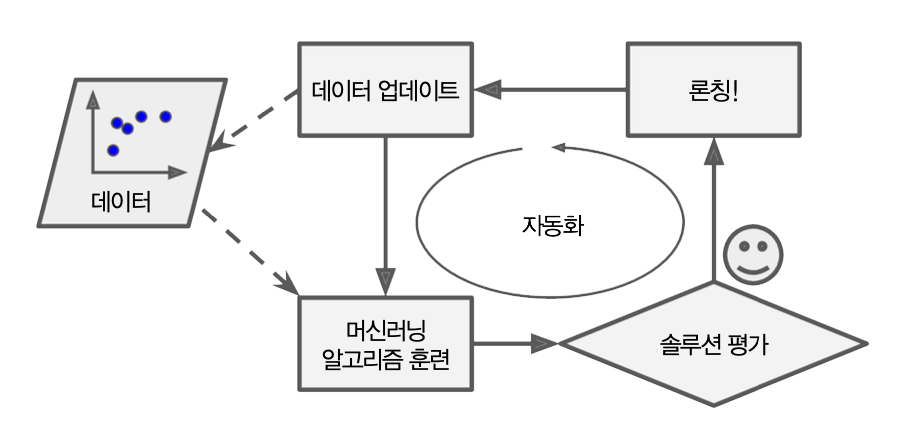 데이터 업데이트
론칭!
데이터
자동화
머신러닝
알고리즘 훈련
솔루션 평가